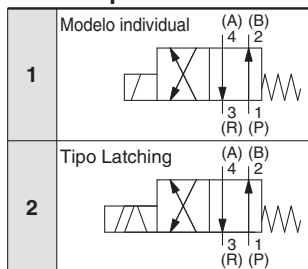 1
Modelo individual
(A) (B)
4 2
3 1
(R) (P)
2
Tipo Latching
(A) (B)
4 2
3 1
(R) (P)